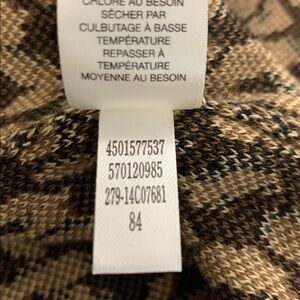 CHLORE AU BESOIN
SÉCHER PAR
CULBUTAGE À BASSE
TEMPÉRATURE
REPASSER À
TEMPÉRATURE
MOYENNE AU BESOIN
4501577537
570120985
279-14C07681
84